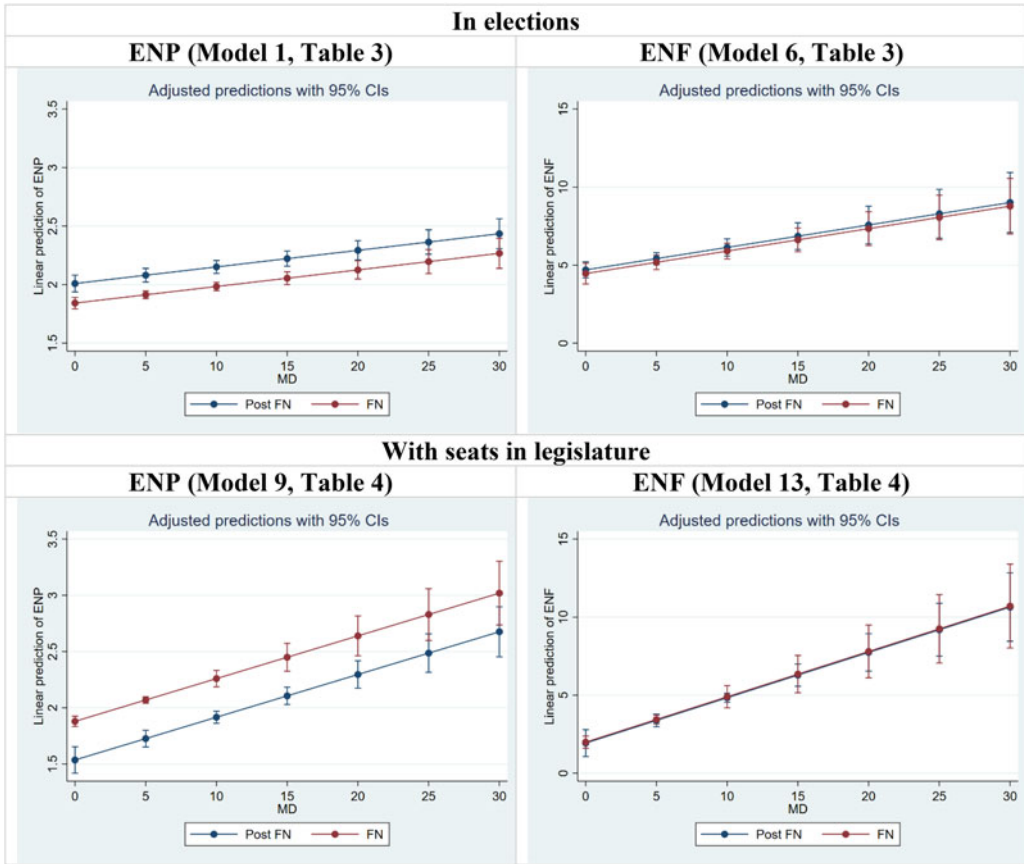 In elections
ENP (Model 1, Table 3)
ENF (Model 6, Table 3)
Adjusted predictions with 95% CIs
Linear prediction of ENP
3.5
3
2.5
2
1.5
0 5 10 15 20 25 30
MD
Post FN FN
Adjusted predictions with 95% CIs
Linear prediction of ENF
15
10
5
0
0 5 10 15 20 25 30
MD
Post FN FN
With seats in legislature
ENP (Model 9, Table 4)
ENF (Model 13, Table 4)
Adjusted predictions with 95% CIs
Linear prediction of ENP
3.5
3
2.5
2
1.5
0 5 10 15 20 25 30
MD
Post FN FN
Adjusted predictions with 95% CIs
Linear prediction of ENF
15
10
5
0
0 5 10 15 20 25 30
MD
Post FN FN